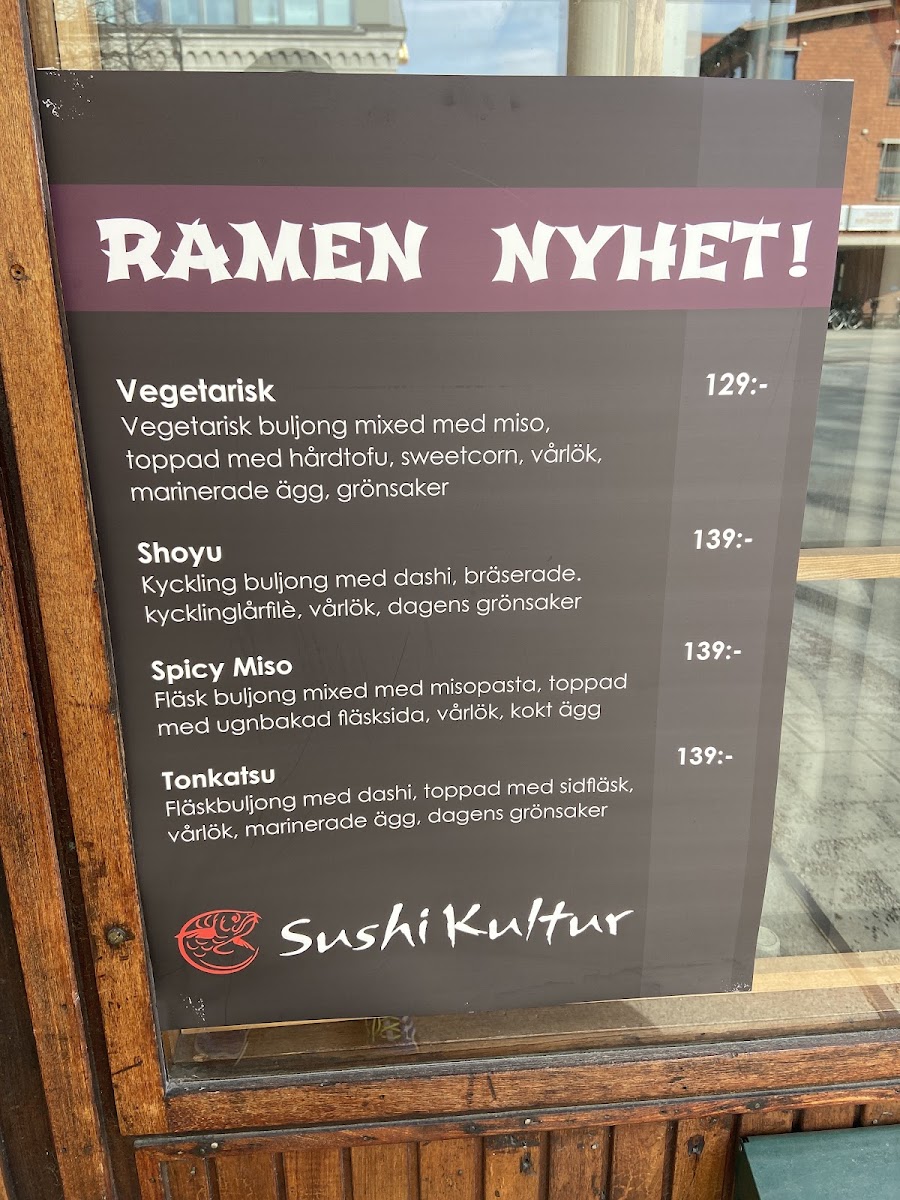 RAMEN NYHET!
Vegetarisk 129:-
Vegetarisk buljong mixed med miso,
toppad med hårdtofu, sweetcorn, vårlök,
marinerade ägg, grönsaker
Shoyu 139:-
Kyckling buljong med dashi, bräserade.
kycklinglårfilè, vårlök, dagens grönsaker
Spicy Miso 139:-
Fläsk buljong mixed med misopasta, toppad
med ugnbakad fläsksida, vårlök, kokt ägg
Tonkatsu 139:-
Fläskbuljong med dashi, toppad med sidfläsk,
vårlök, marinerade ägg, dagens grönsaker
Sushi Kultur